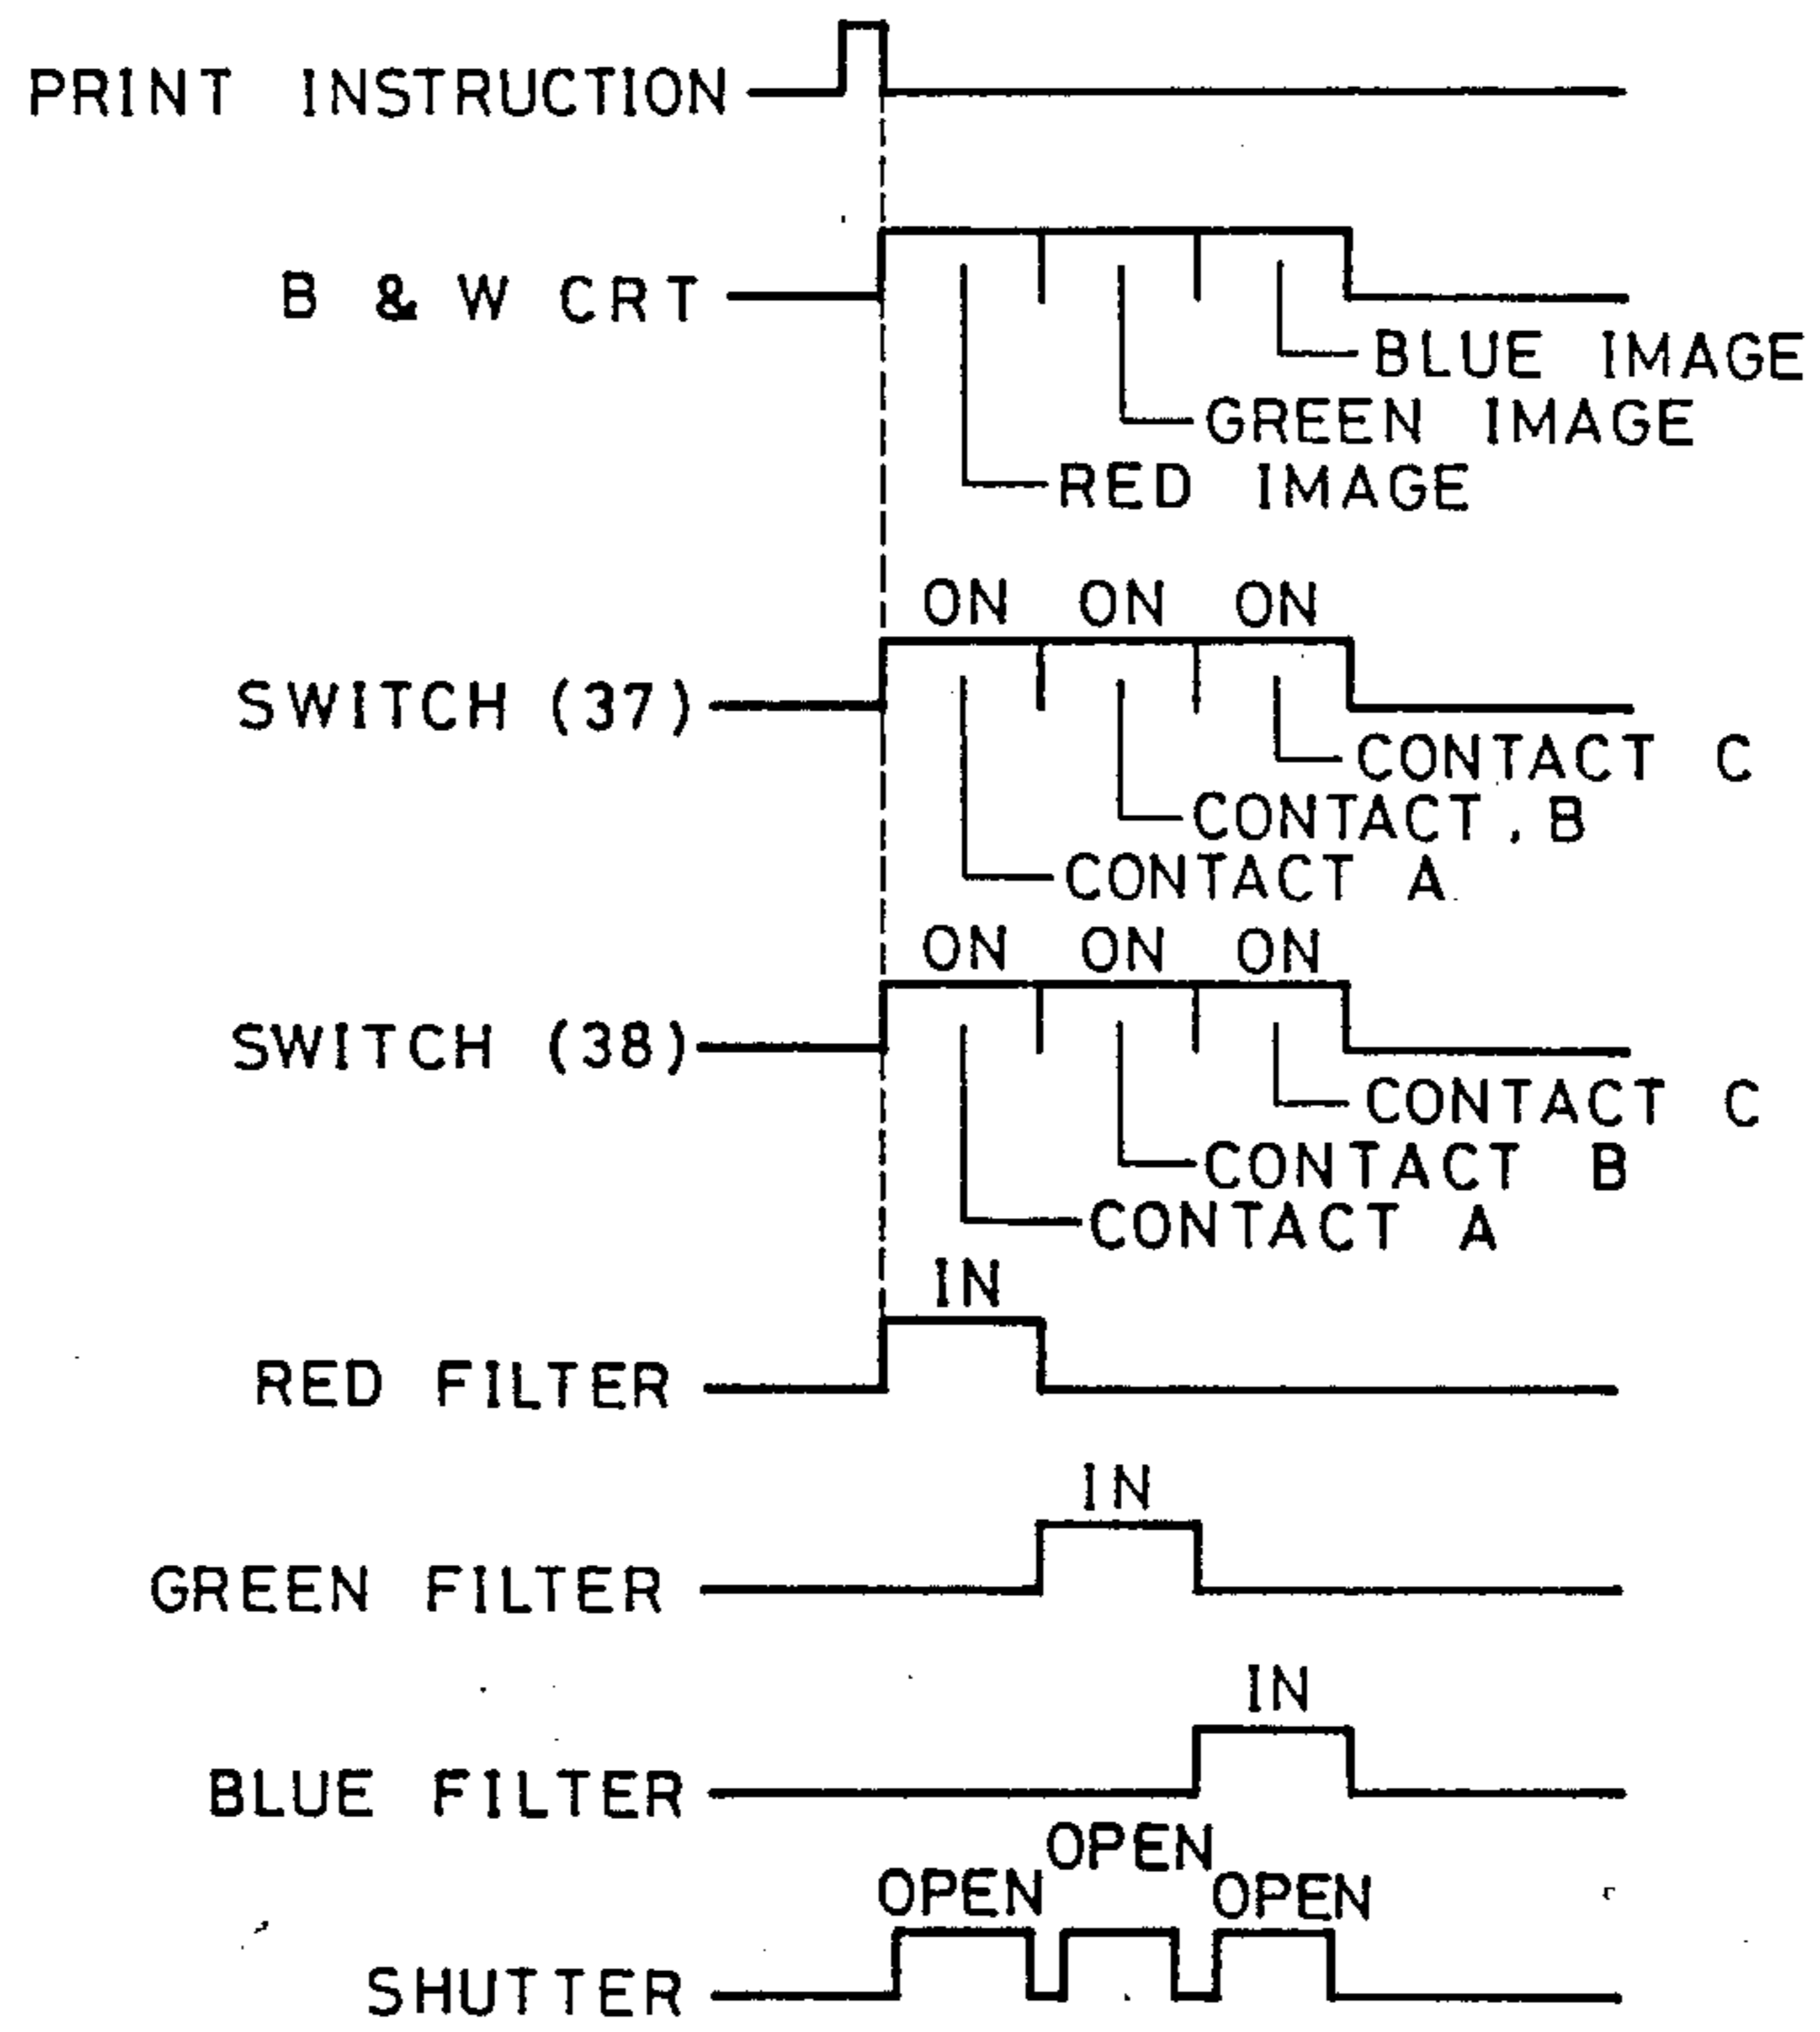 PRINT INSTRUCTION
B & W CRT
BLUE IMAGE
GREEN IMAGE
RED IMAGE
ON ON ON
SWITCH (37)
CONTACT C
CONTACT. B
CONTACT A
ON ON ON
SWITCH (38)
CONTACT C
CONTACT B
CONTACT A
IN
RED FILTER
IN
GREEN FILTER
IN
BLUE FILTER
OPEN OPEN OPEN
SHUTTER